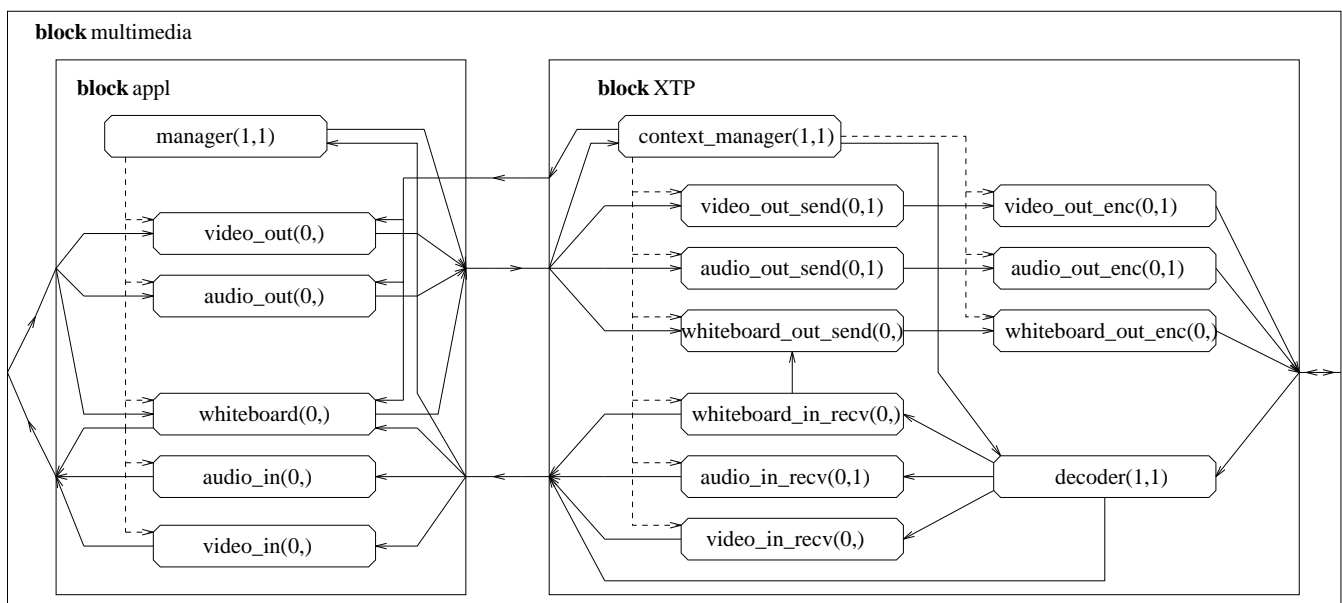 block multimedia
block appl
manager(1,1)
video_out(0,)
audio_out(0,)
whiteboard(0,)
audio_in(0,)
video_in(0,)
block XTP
context_manager(1,1)
video_out_send(0,1)
video_out_enc(0,1)
audio_out_send(0,1)
audio_out_enc(0,1)
whiteboard_out_send(0,)
whiteboard_out_enc(0,)
whiteboard_in_recv(0,)
audio_in_recv(0,1)
decoder(1,1)
video_in_recv(0,)